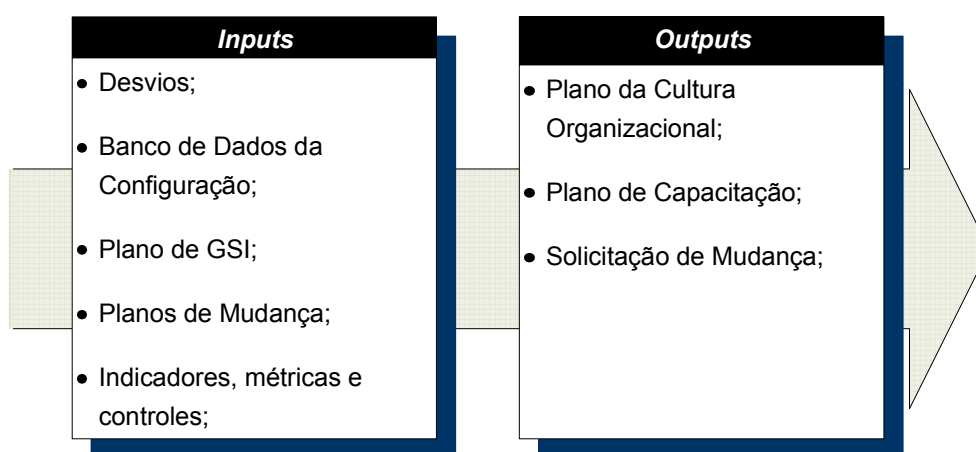 Inputs
• Desvios;
• Banco de Dados da
Configuração;
• Plano de GSI;
• Planos de Mudança;
• Indicadores, métricas e
controles;
Outputs
• Plano da Cultura
Organizacional;
• Plano de Capacitação;
• Solicitação de Mudança;